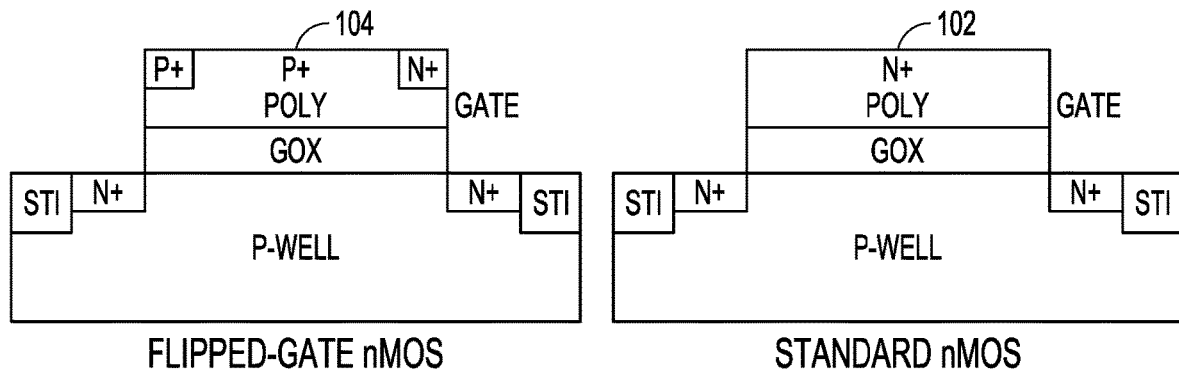 104
P+ P+ N+
POLY GATE
GOX
STI N+ N+ STI
P-WELL
FLIPPED-GATE nMOS
102
N+
POLY GATE
GOX
STI N+ N+ STI
P-WELL
STANDARD nMOS